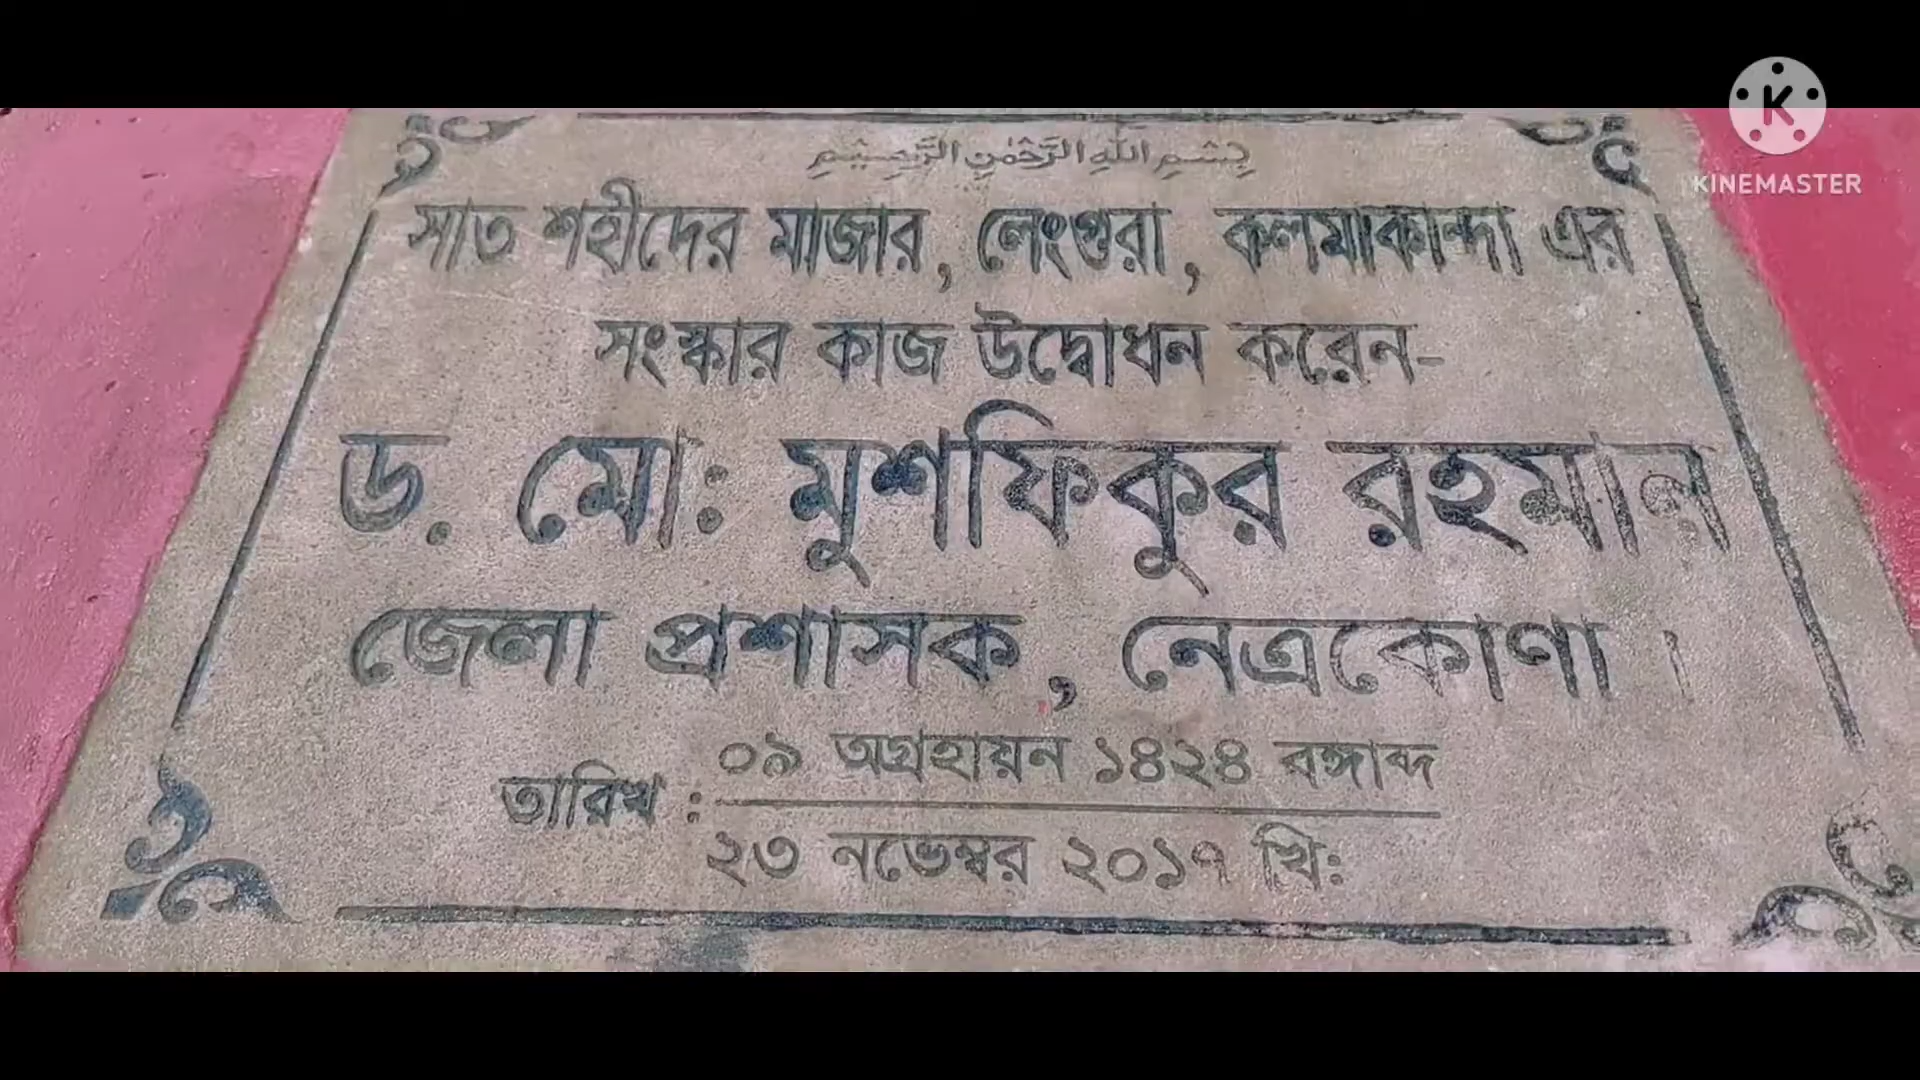 بِسْمِ اللهِ الرَّحْمٰنِ الرَّحِيْمِ
KINEMASTER
সাত শহীদের মাজার, লেংগুরা, কলমাকান্দা এর
সংস্কার কাজ উদ্বোধন করেন-
ড. মো: মুশফিকুর রহমান
জেলা প্রশাসক, নেত্রকোণা।
০৯ অগ্রহায়ন ১৪২৪ বঙ্গাব্দ
তারিখ :
২৩ নভেম্বর ২০১৭ খি: